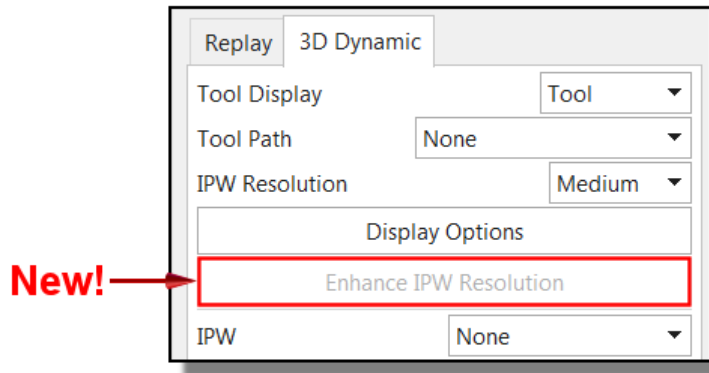 Replay 3D Dynamic
Tool Display Tool
Tool Path None
IPW Resolution Medium
Display Options
New! Enhance IPW Resolution
IPW None